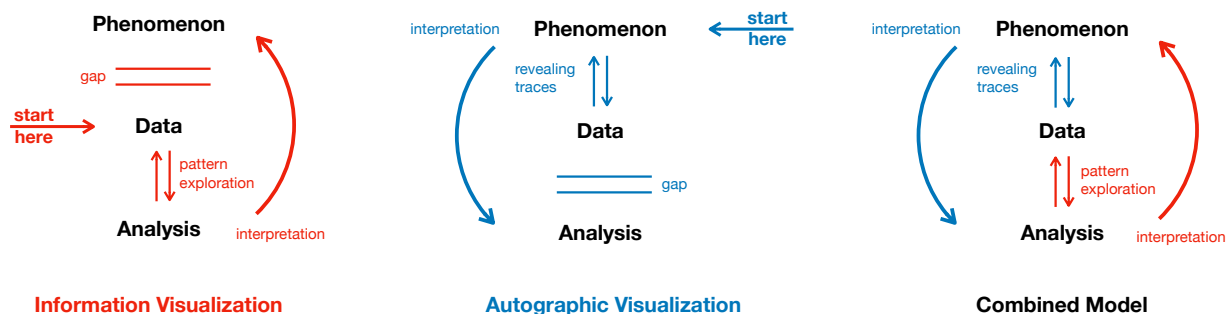 Phenomenon
gap
start
here
Data
pattern
exploration
Analysis
interpretation
Information Visualization
interpretation
Phenomenon
start
here
revealing
traces
Data
gap
Analysis
Autographic Visualization
interpretation
Phenomenon
revealing
traces
Data
pattern
exploration
Analysis
interpretation
Combined Model